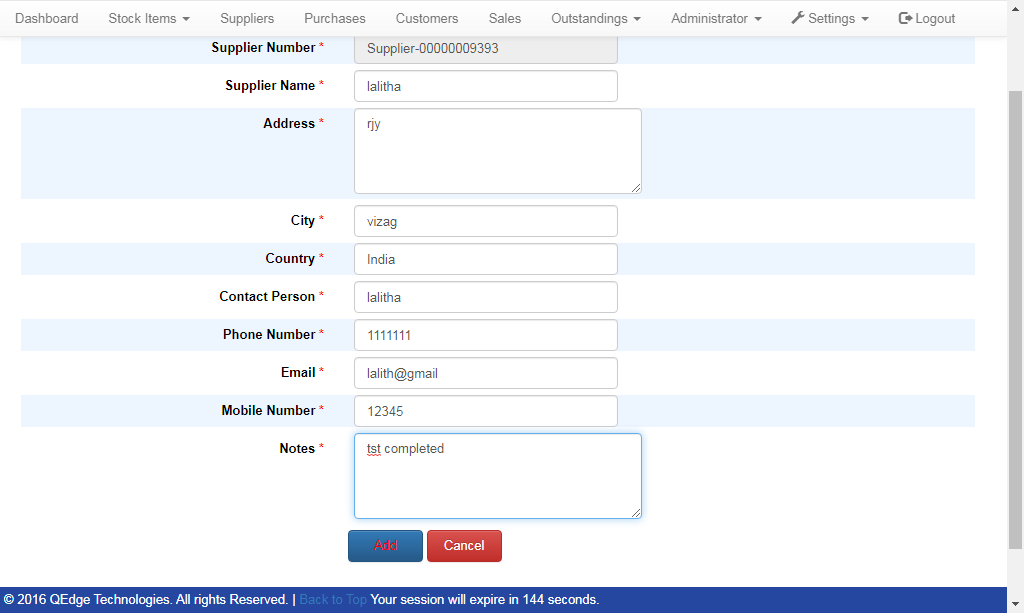 Dashboard Stock Items Suppliers Purchases Customers Sales Outstandings Administrator Settings Logout
Supplier Number * Supplier-00000009393
Supplier Name * lalitha
Address * rjy
City * vizag
Country * India
Contact Person * lalitha
Phone Number * 1111111
Email * lalith@gmail
Mobile Number * 12345
Notes * tst completed
Add Cancel
© 2016 QEdge Technologies. All rights Reserved. | Back to Top Your session will expire in 144 seconds.